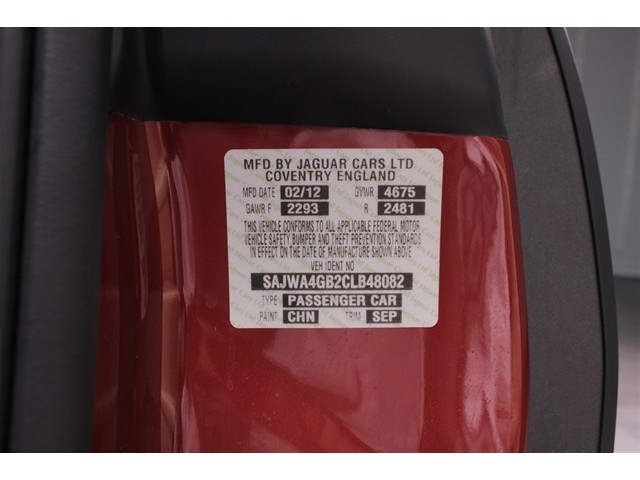 MFD BY JAGUAR CARS LTD
COVENTRY ENGLAND
MFD DATE 02/12 GVWR 4675
GAWR F 2293 R 2481
THIS VEHICLE CONFORMS TO ALL APPLICABLE FEDERAL MOTOR
VEHICLE SAFETY, BUMPER AND THEFT PREVENTION STANDARDS
IN EFFECT ON THE DATE OF MANUFACTURE SHOWN ABOVE
VEH IDENT NO
SAJWA4GB2CLB48082
TYPE PASSENGER CAR
PAINT CHN TRIM SEP